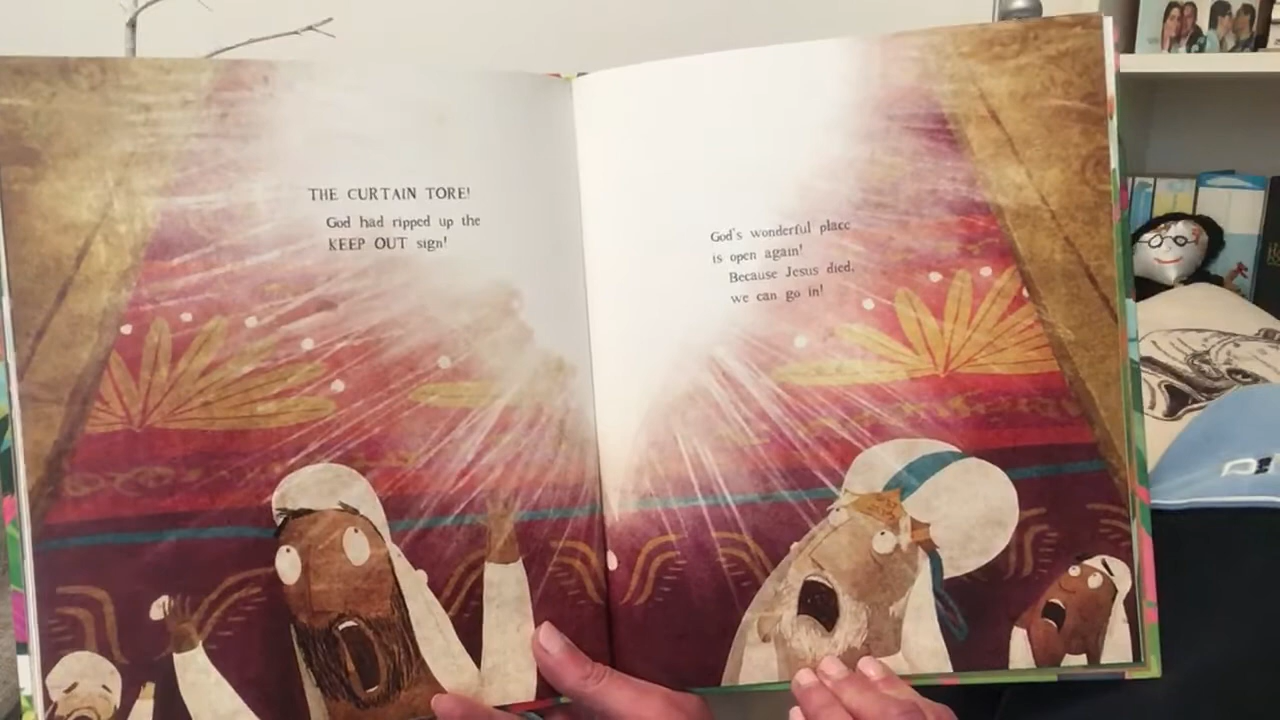 THE CURTAIN TORE!
God had ripped up the
KEEP OUT sign!
God's wonderful place
is open again!
Because Jesus died,
we can go in!